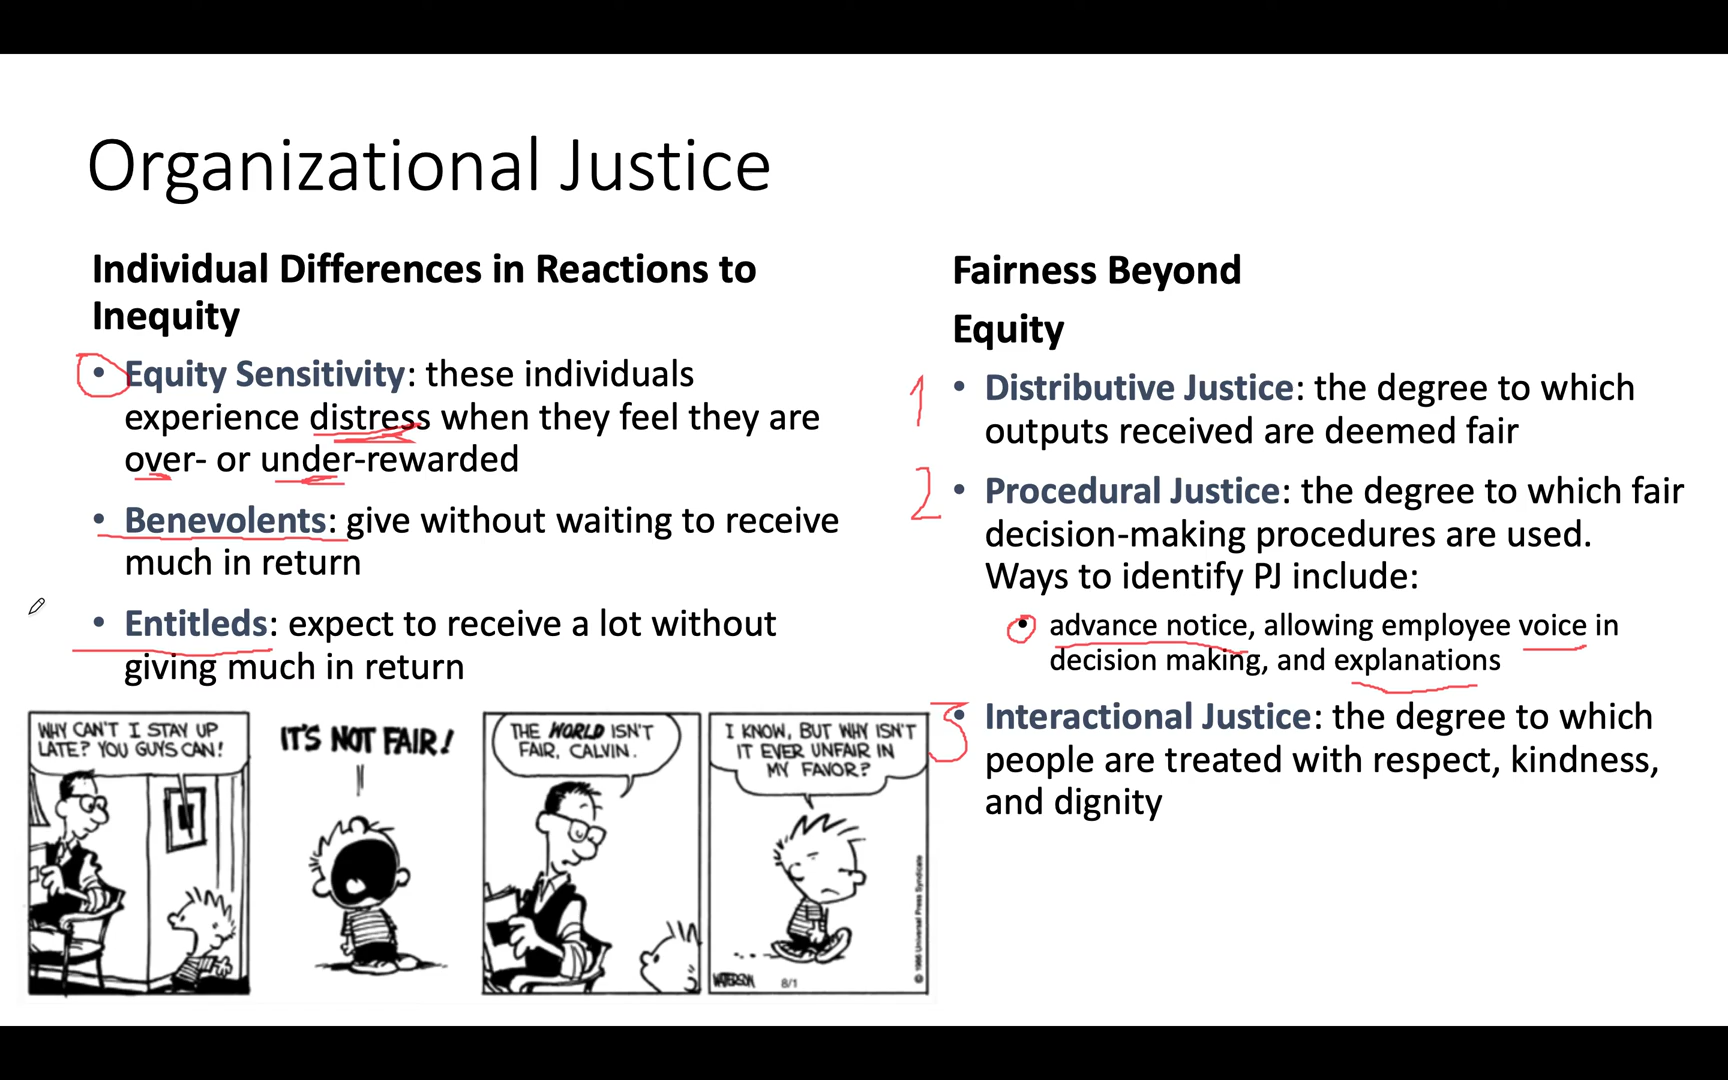 Organizational Justice
Individual Differences in Reactions to
Inequity
• Equity Sensitivity: these individuals
experience distress when they feel they are
over- or under-rewarded
• Benevolents: give without waiting to receive
much in return
• Entitleds: expect to receive a lot without
giving much in return
WHY CAN'T I STAY UP
LATE? YOU GUYS CAN!
IT'S NOT FAIR!
THE WORLD ISN'T
FAIR, CALVIN.
I KNOW, BUT WHY ISN'T
IT EVER UNFAIR IN
MY FAVOR?
WATTERSON
8/1
© 1986 Universal Press Syndicate
Fairness Beyond
Equity
1 • Distributive Justice: the degree to which
outputs received are deemed fair
2 • Procedural Justice: the degree to which fair
decision-making procedures are used.
Ways to identify PJ include:
• advance notice, allowing employee voice in
decision making, and explanations
3 • Interactional Justice: the degree to which
people are treated with respect, kindness,
and dignity